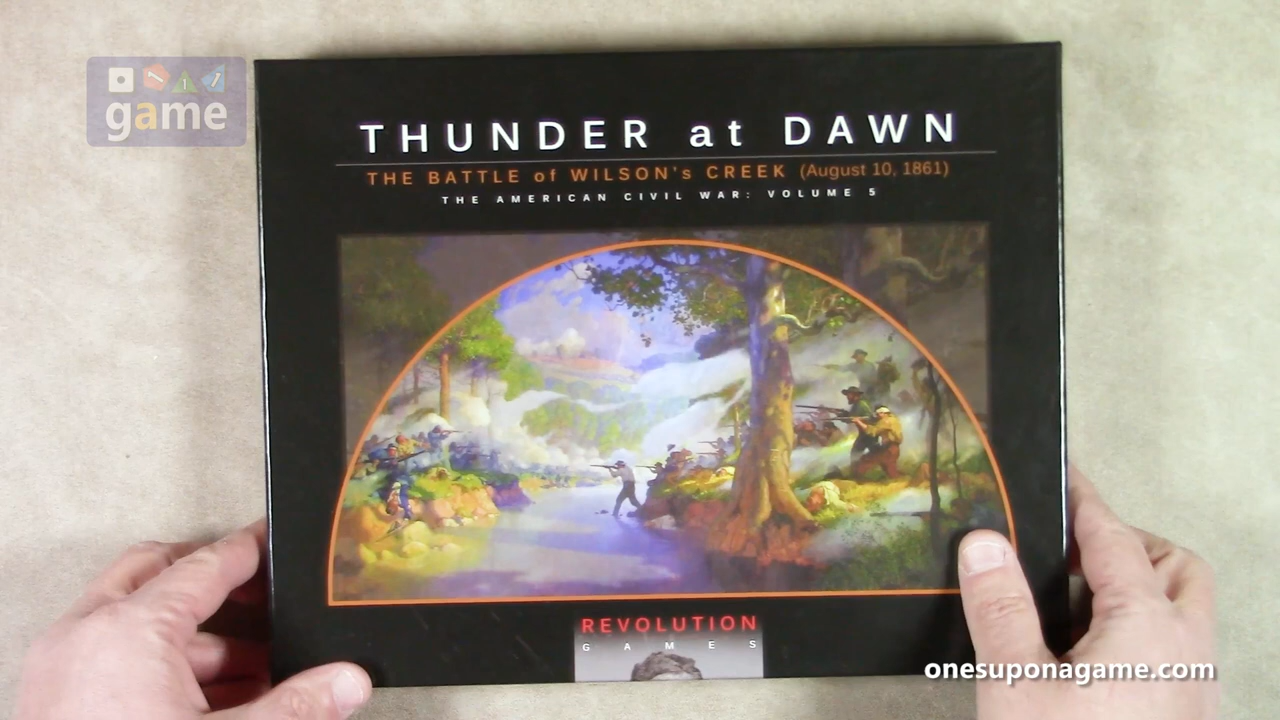 game
THUNDER at DAWN
THE BATTLE of WILSON's CREEK (August 10, 1861)
THE AMERICAN CIVIL WAR: VOLUME 5
REVOLUTION
GAMES
onesuponagame.com